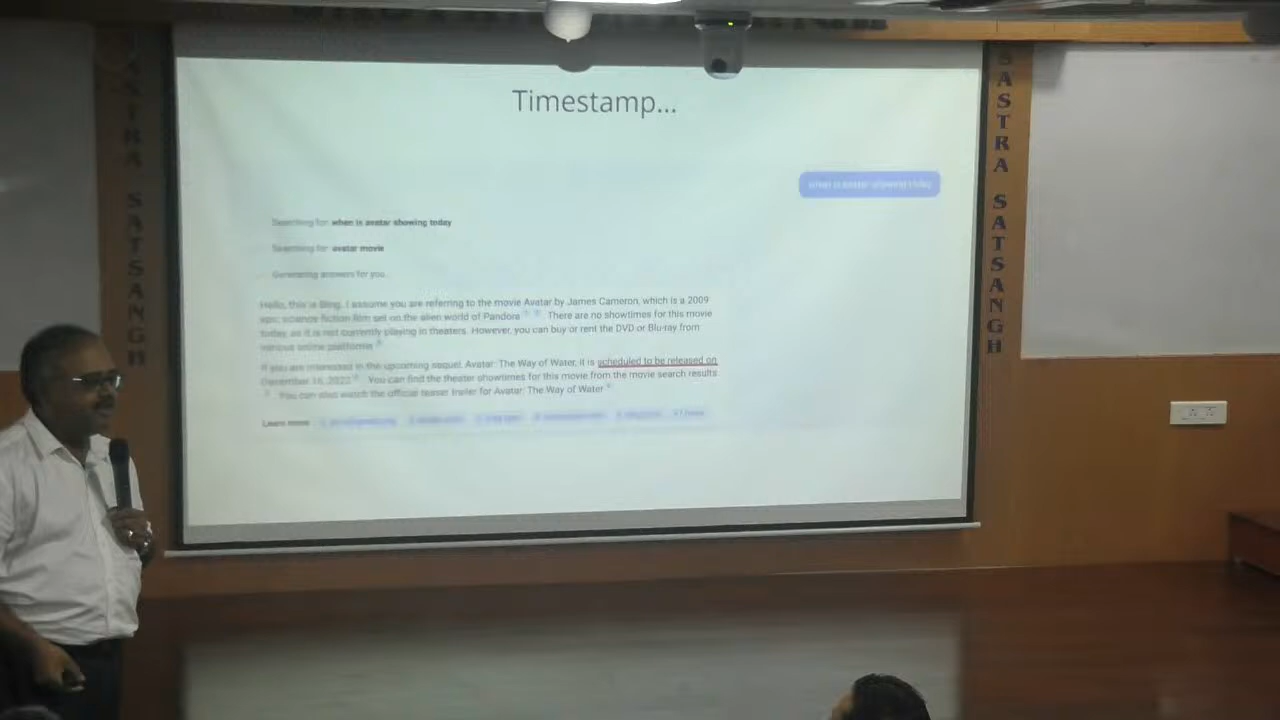 Timestamp...
when is avatar showing today
Searching for when is avatar showing today
Searching for avatar movie
Generating answers for you
Hello, this is Bing. I assume you are referring to the movie Avatar by James Cameron, which is a 2009
epic science fiction film set on the alien world of Pandora There are no showtimes for this movie
today, as it is not currently playing in theaters. However, you can buy or rent the DVD or Blu-ray from
various online platforms
If you are interested in the upcoming sequel, Avatar: The Way of Water, it is scheduled to be released on
December 16, 2022 You can find the theater showtimes for this movie from the movie search results
You can also watch the official teaser trailer for Avatar: The Way of Water
Learn more
SASTRA SATSANGH
SASTRA SATSANGH